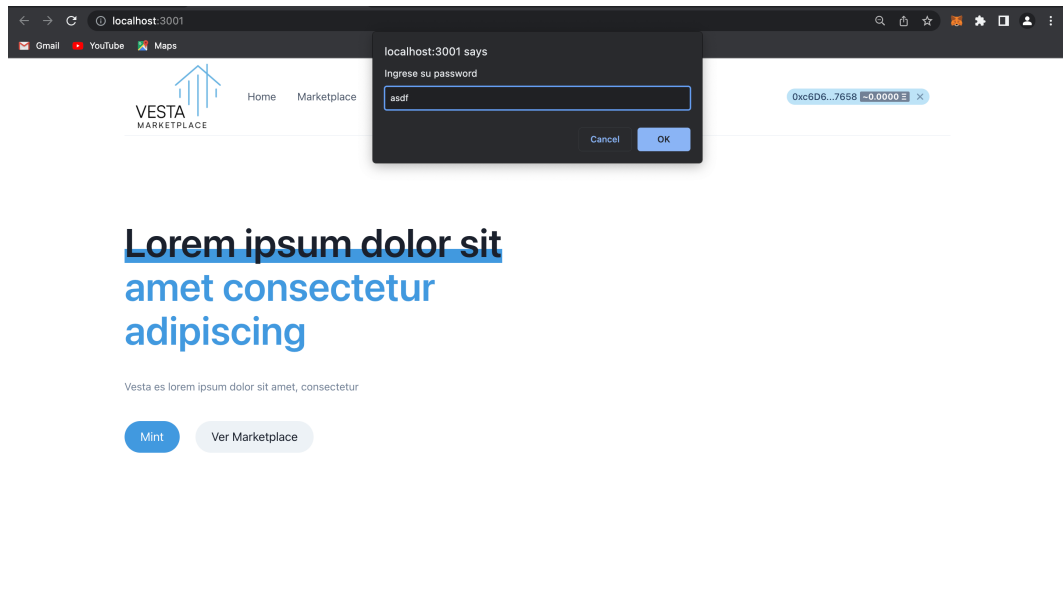 localhost:3001
Gmail YouTube Maps
localhost:3001 says
Ingrese su password
asdf
Cancel OK
VESTA
MARKETPLACE
Home Marketplace
0xc6D6...7658 ~0.0000 Ξ ×
Lorem ipsum dolor sit
amet consectetur
adipiscing
Vesta es lorem ipsum dolor sit amet, consectetur
Mint Ver Marketplace